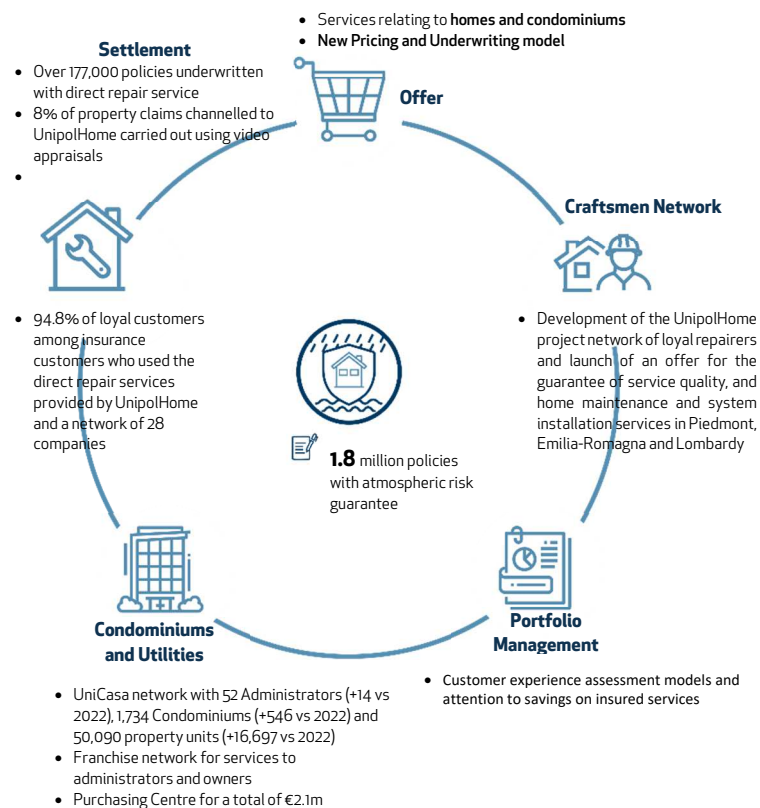 • Services relating to homes and condominiums
• New Pricing and Underwriting model
Offer
Settlement
• Over 177,000 policies underwritten
with direct repair service
• 8% of property claims channelled to
UnipolHome carried out using video
appraisals
•
Craftsmen Network
• 94.8% of loyal customers
among insurance
customers who used the
direct repair services
provided by UnipolHome
and a network of 28
companies
• Development of the UnipolHome
project network of loyal repairers
and launch of an offer for the
guarantee of service quality, and
home maintenance and system
installation services in Piedmont,
Emilia-Romagna and Lombardy
1.8 million policies
with atmospheric risk
guarantee
Condominiums
and Utilities
Portfolio
Management
• UniCasa network with 52 Administrators (+14 vs
2022), 1,734 Condominiums (+546 vs 2022) and
50,090 property units (+16,697 vs 2022)
• Franchise network for services to
administrators and owners
• Purchasing Centre for a total of €2.1m
• Customer experience assessment models and
attention to savings on insured services